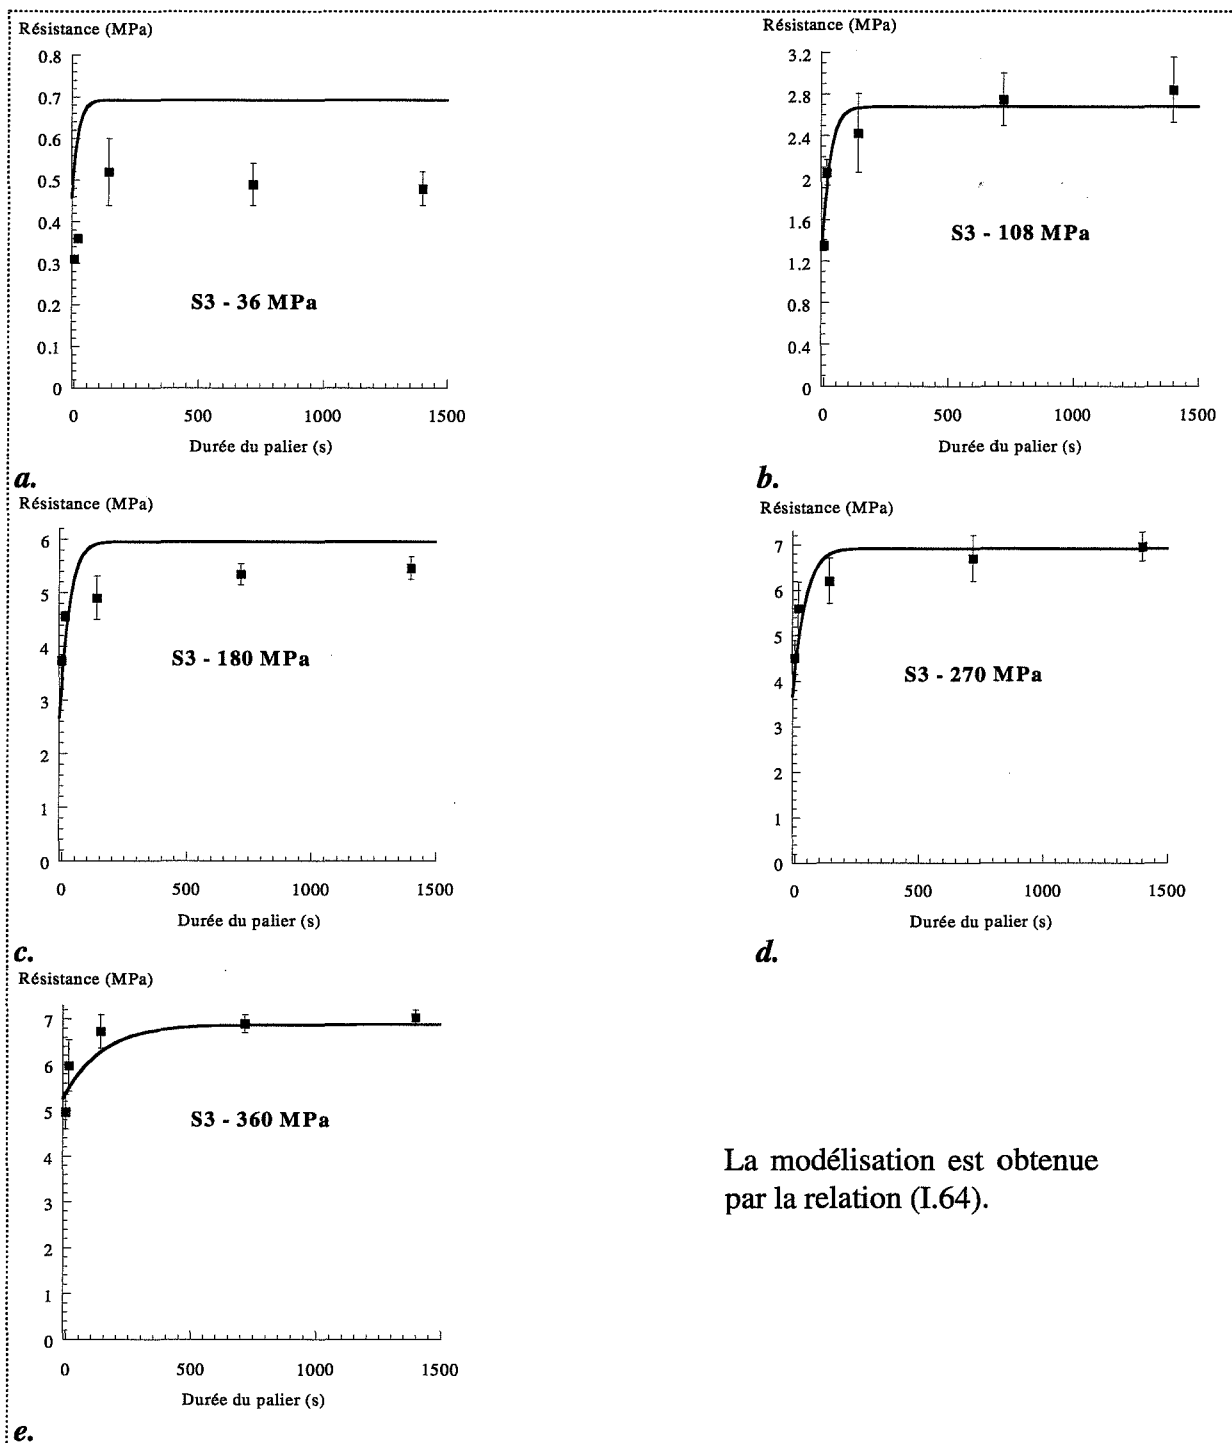 Résistance (MPa)
0.8
0.7
0.6
0.5
0.4
0.3
0.2
0.1
0
S3 - 36 MPa
0 500 1000 1500
Durée du palier (s)
a.
Résistance (MPa)
3.2
2.8
2.4
2
1.6
1.2
0.8
0.4
0
S3 - 108 MPa
0 500 1000 1500
Durée du palier (s)
b.
Résistance (MPa)
6
5
4
3
2
1
0
S3 - 180 MPa
0 500 1000 1500
Durée du palier (s)
c.
Résistance (MPa)
7
6
5
4
3
2
1
0
S3 - 270 MPa
0 500 1000 1500
Durée du palier (s)
d.
Résistance (MPa)
7
6
5
4
3
2
1
0
S3 - 360 MPa
0 500 1000 1500
Durée du palier (s)
e.
La modélisation est obtenue
par la relation (I.64).